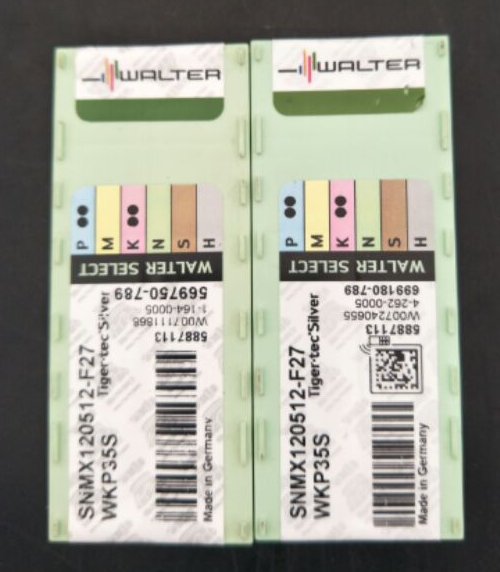 WALTER
P
M
K
N
S
H
WALTER SELECT
569750-789
1-164-0005
W007111868
5887113
Tiger·tec®Silver
SNMX120512-F27
WKP35S
Made in Germany
WALTER
P
M
K
N
S
H
WALTER SELECT
699180-789
4-262-0005
W007240655
5887113
Tiger·tec®Silver
SNMX120512-F27
WKP35S
Made in Germany